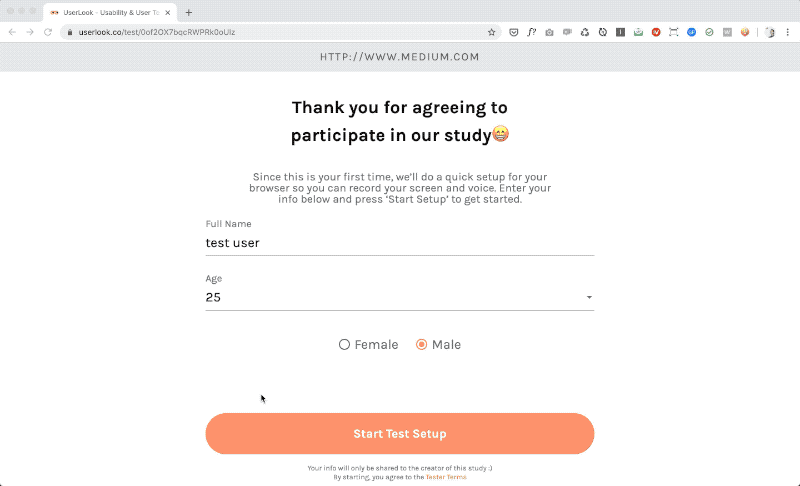 UserLook - Usability & User Te
userlook.co/test/0of2OX7bqcRWPRk0oUIz
HTTP://WWW.MEDIUM.COM
Thank you for agreeing to
participate in our study😁
Since this is your first time, we'll do a quick setup for your
browser so you can record your screen and voice. Enter your
info below and press 'Start Setup' to get started.
Full Name
test user
Age
25
Female Male
Start Test Setup
Your info will only be shared to the creator of this study :)
By starting, you agree to the Tester Terms